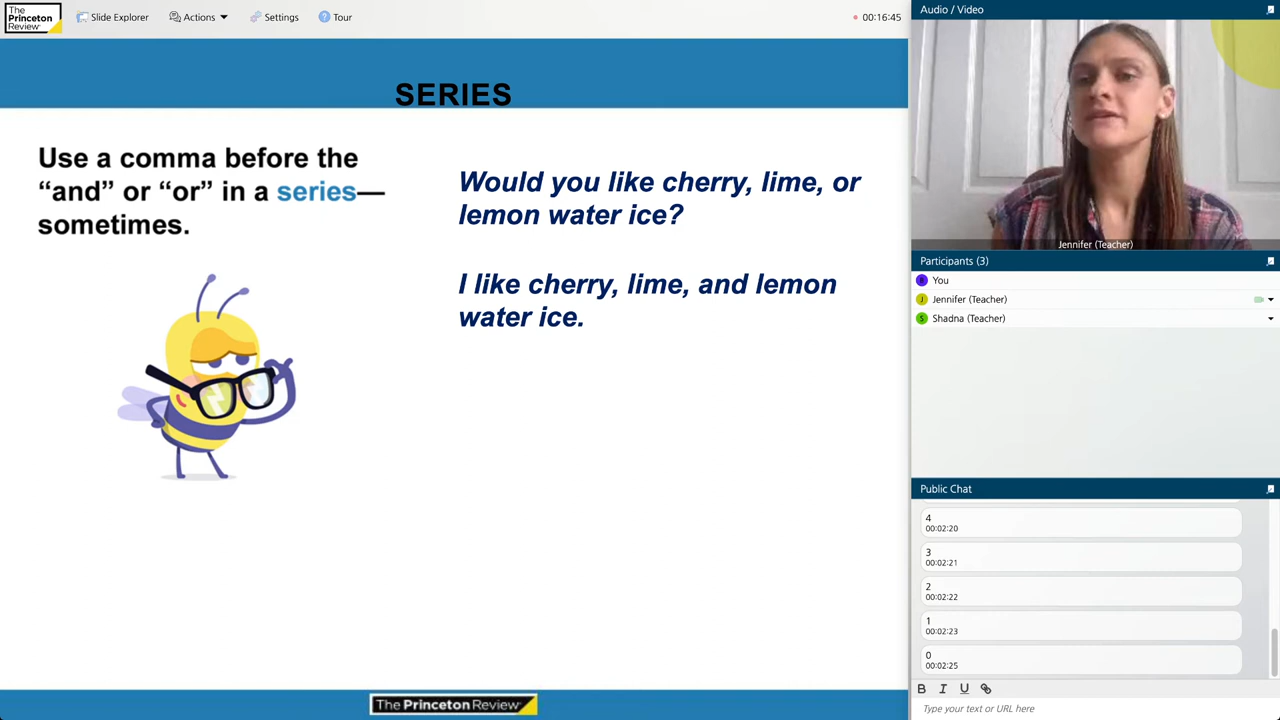 The
Princeton
Review
Slide Explorer
Actions
Settings
Tour
00:16:45
SERIES
Use a comma before the
“and” or “or” in a series—
sometimes.
Would you like cherry, lime, or
lemon water ice?
I like cherry, lime, and lemon
water ice.
The Princeton Review
Audio / Video
Jennifer (Teacher)
Participants (3)
B
You
J
Jennifer (Teacher)
S
Shadna (Teacher)
Public Chat
4
00:02:20
3
00:02:21
2
00:02:22
1
00:02:23
0
00:02:25
B I U
Type your text or URL here